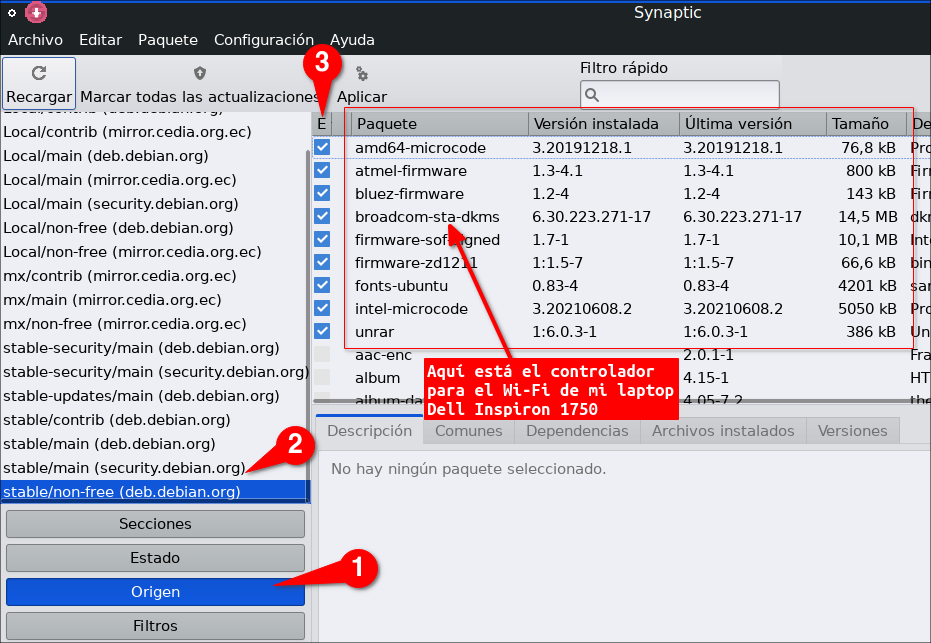 Synaptic
Archivo Editar Paquete Configuración Ayuda
3
Filtro rápido
Recargar Marcar todas las actualizaciones Aplicar
E Paquete Versión instalada Última versión Tamaño De
Local/contrib (mirror.cedia.org.ec)
Local/main (deb.debian.org)
Local/main (mirror.cedia.org.ec)
Local/main (security.debian.org)
Local/non-free (deb.debian.org)
Local/non-free (mirror.cedia.org.ec)
mx/contrib (mirror.cedia.org.ec)
mx/main (mirror.cedia.org.ec)
mx/non-free (mirror.cedia.org.ec)
stable-security/main (deb.debian.org)
stable-security/main (security.debian.org)
stable-updates/main (deb.debian.org)
stable/contrib (deb.debian.org)
stable/main (deb.debian.org)
stable/main (security.debian.org)
stable/non-free (deb.debian.org)
2
Secciones
Estado
Origen
Filtros
1
amd64-microcode 3.20191218.1 3.20191218.1 76,8 kB Pro
atmel-firmware 1.3-4.1 1.3-4.1 800 kB Firm
bluez-firmware 1.2-4 1.2-4 143 kB Firm
broadcom-sta-dkms 6.30.223.271-17 6.30.223.271-17 14,5 MB dkm
firmware-sof-signed 1.7-1 1.7-1 10,1 MB Inte
firmware-zd1211 1:1.5-7 1:1.5-7 66,6 kB bin
fonts-ubuntu 0.83-4 0.83-4 4201 kB san
intel-microcode 3.20210608.2 3.20210608.2 5050 kB Pro
unrar 1:6.0.3-1 1:6.0.3-1 386 kB Un
aac-enc 2.0.1-1 Fra
album 4.15-1 HT
album-da 4.05-7.2 the
Aquí está el controlador
para el Wi-Fi de mi laptop
Dell Inspiron 1750
Descripción Comunes Dependencias Archivos instalados Versiones
No hay ningún paquete seleccionado.